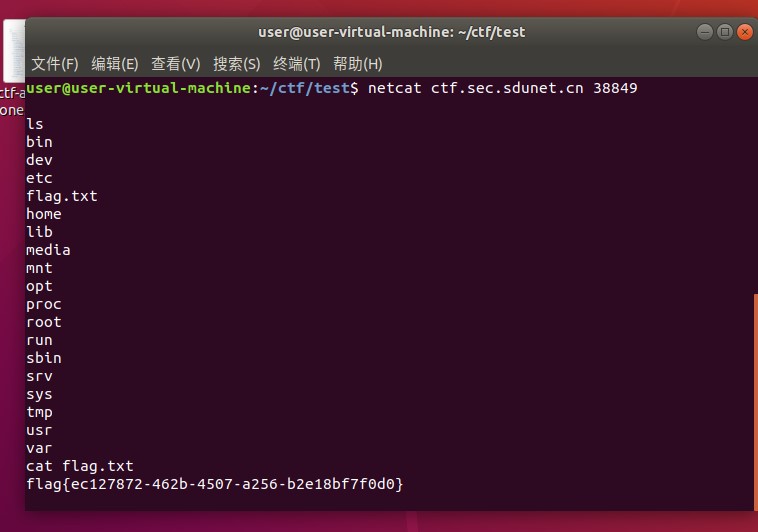 user@user-virtual-machine: ~/ctf/test
文件(F) 编辑(E) 查看(V) 搜索(S) 终端(T) 帮助(H)
user@user-virtual-machine:~/ctf/test$ netcat ctf.sec.sdunet.cn 38849
ls
bin
dev
etc
flag.txt
home
lib
media
mnt
opt
proc
root
run
sbin
srv
sys
tmp
usr
var
cat flag.txt
flag{ec127872-462b-4507-a256-b2e18bf7f0d0}
ctf-a
one